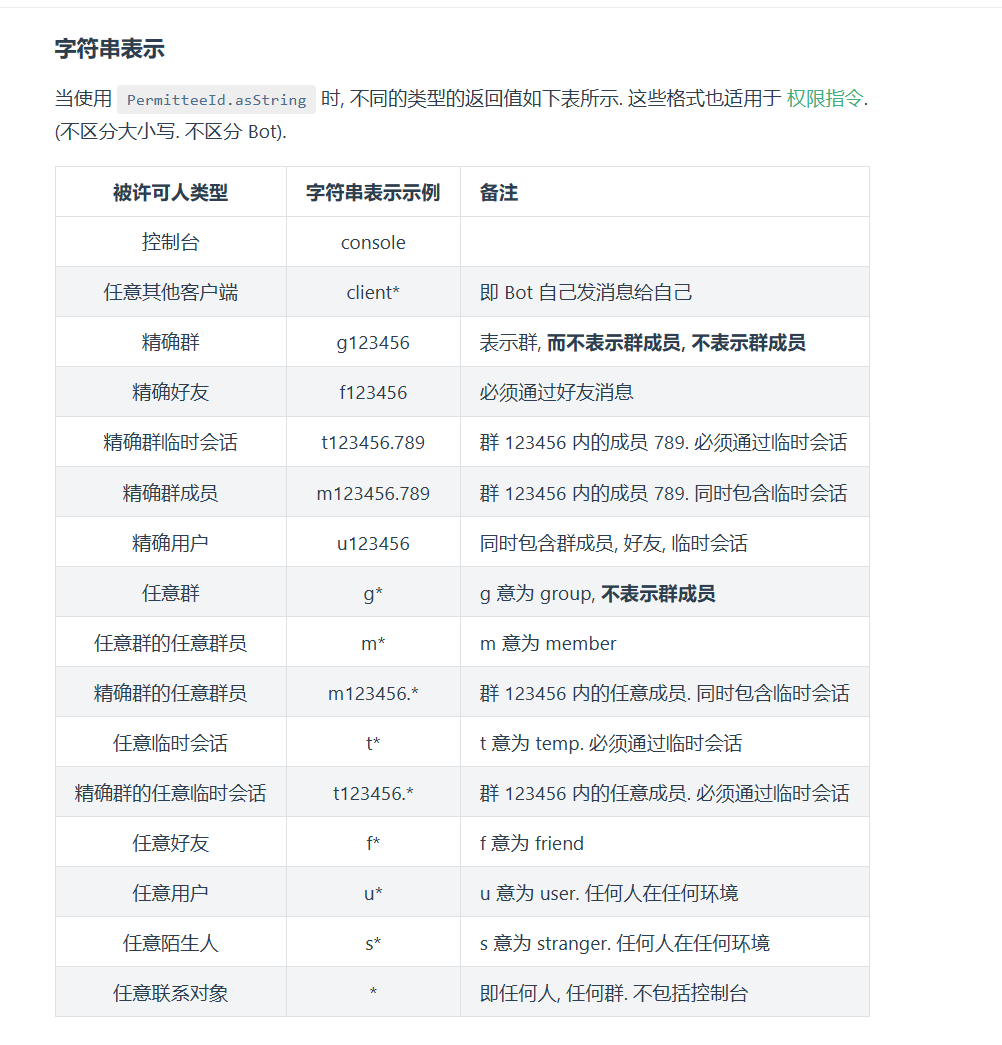 字符串表示
当使用 PermitteeId.asString 时, 不同的类型的返回值如下表所示. 这些格式也适用于 权限指令.
(不区分大小写. 不区分 Bot).
被许可人类型 字符串表示示例 备注
控制台 console
任意其他客户端 client* 即 Bot 自己发消息给自己
精确群 g123456 表示群, 而不表示群成员, 不表示群成员
精确好友 f123456 必须通过好友消息
精确群临时会话 t123456.789 群 123456 内的成员 789. 必须通过临时会话
精确群成员 m123456.789 群 123456 内的成员 789. 同时包含临时会话
精确用户 u123456 同时包含群成员, 好友, 临时会话
任意群 g* g 意为 group, 不表示群成员
任意群的任意群员 m* m 意为 member
精确群的任意群员 m123456.* 群 123456 内的任意成员. 同时包含临时会话
任意临时会话 t* t 意为 temp. 必须通过临时会话
精确群的任意临时会话 t123456.* 群 123456 内的任意成员. 必须通过临时会话
任意好友 f* f 意为 friend
任意用户 u* u 意为 user. 任何人在任何环境
任意陌生人 s* s 意为 stranger. 任何人在任何环境
任意联系对象 * 即任何人, 任何群. 不包括控制台